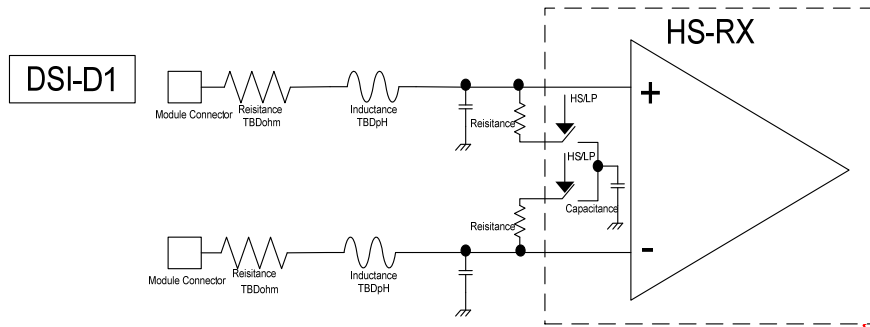 HS-RX
DSI-D1
+
HS/LP
Module Connector
Reisitance
TBDohm
Inductance
TBDpH
Reisitance
HS/LP
Capacitance
Reisitance
-
Module Connector
Reisitance
TBDohm
Inductance
TBDpH